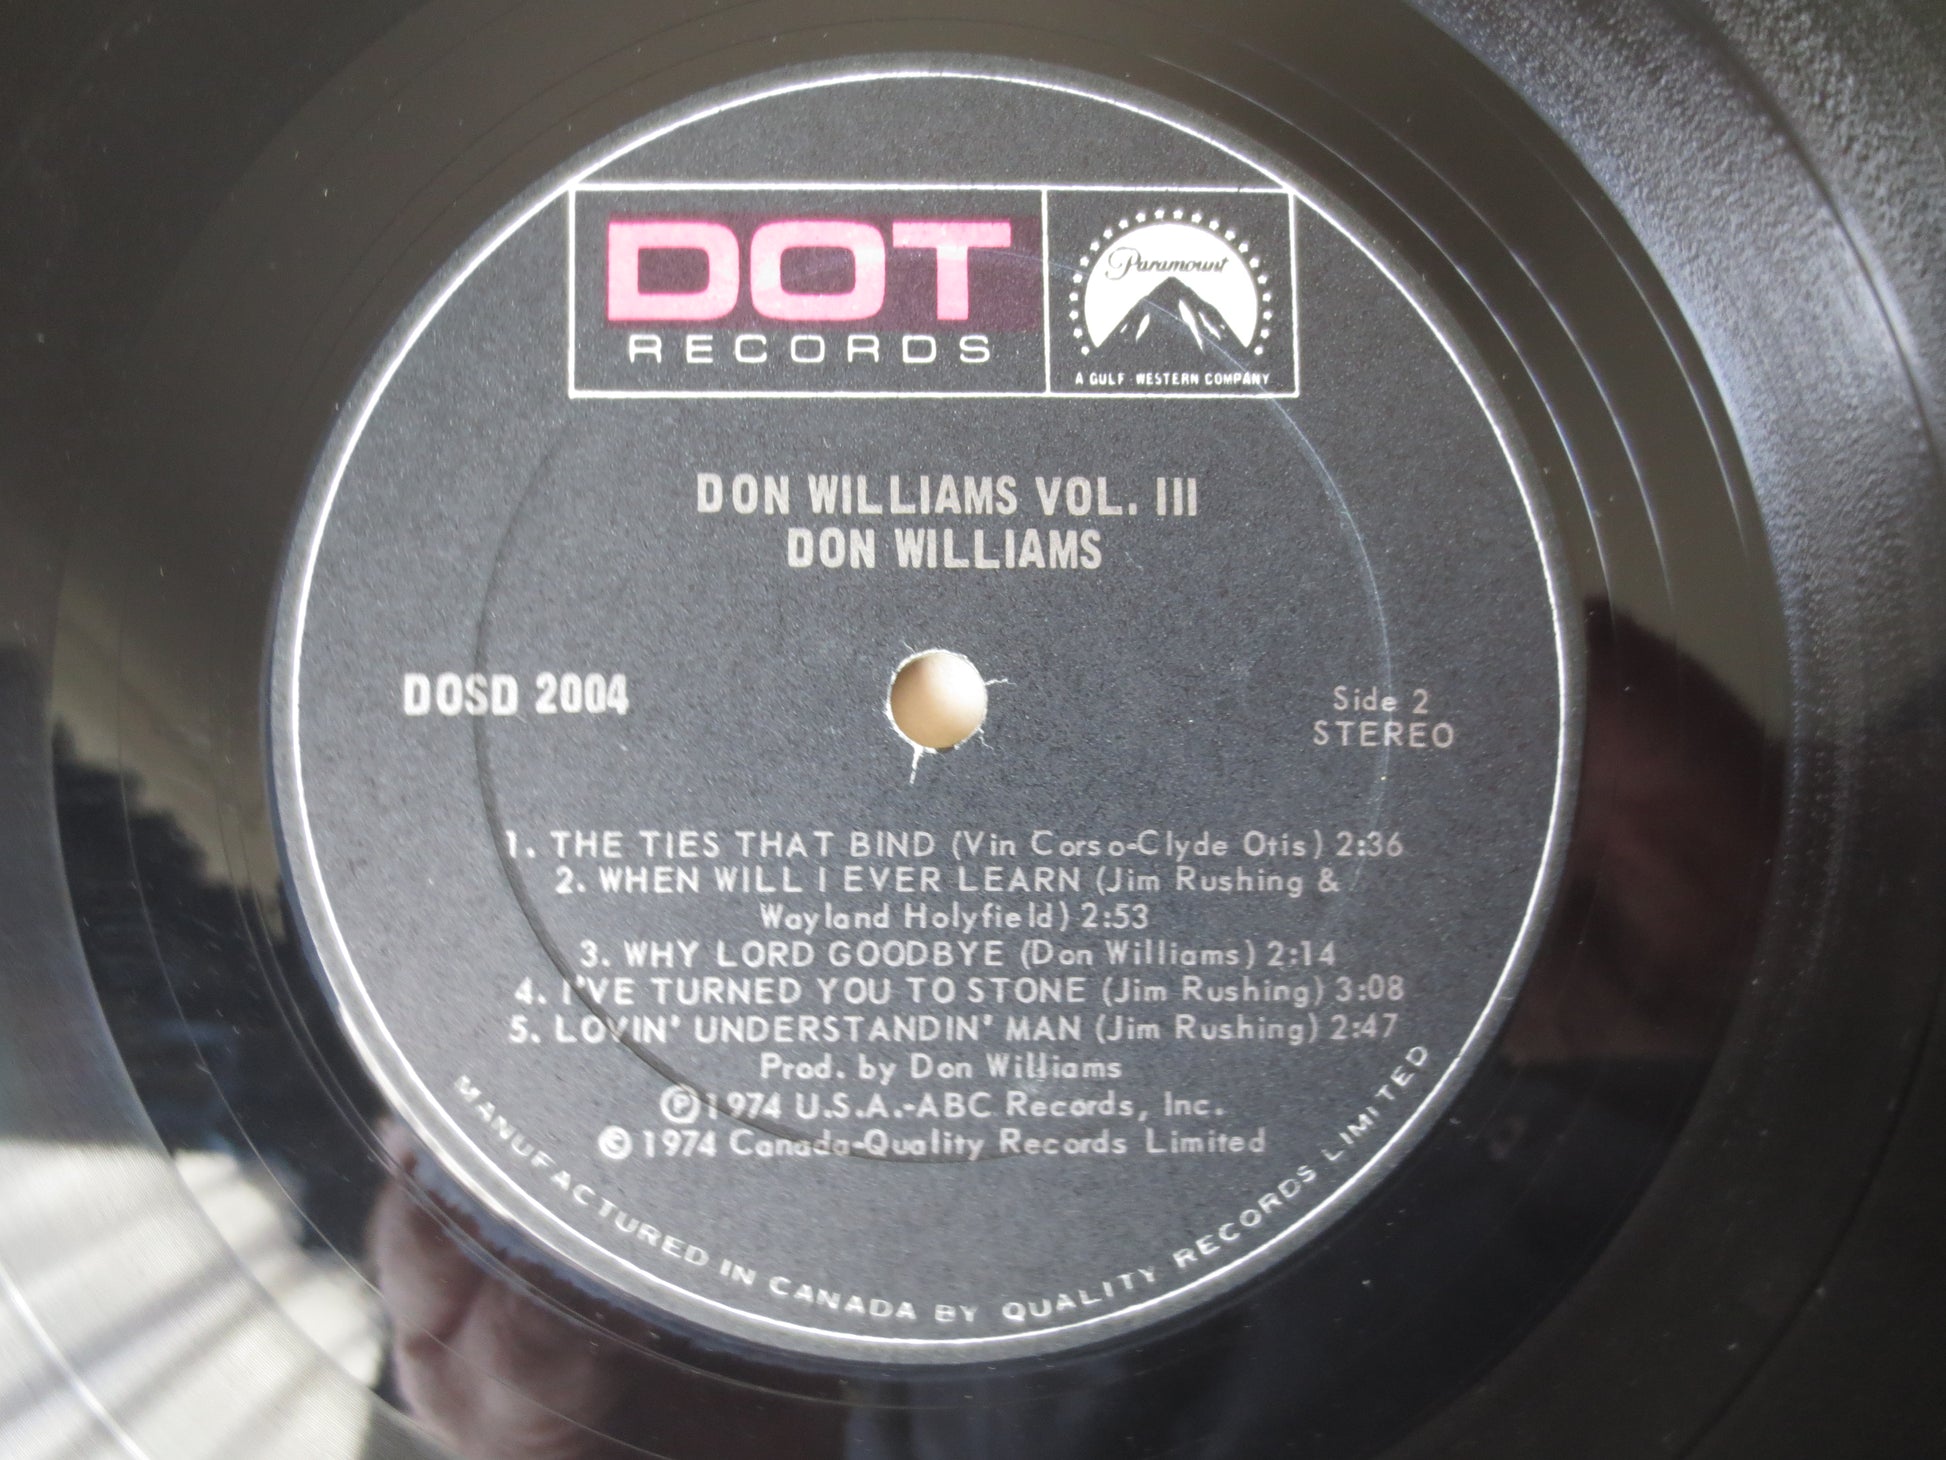 DOT
RECORDS
Paramount
A GULF + WESTERN COMPANY
DON WILLIAMS VOL. III
DON WILLIAMS
DOSD 2004
Side 2
STEREO
1. THE TIES THAT BIND (Vin Corso-Clyde Otis) 2:36
2. WHEN WILL I EVER LEARN (Jim Rushing &
Wayland Holyfield) 2:53
3. WHY LORD GOODBYE (Don Williams) 2:14
4. I'VE TURNED YOU TO STONE (Jim Rushing) 3:08
5. LOVIN' UNDERSTANDIN' MAN (Jim Rushing) 2:47
Prod. by Don Williams
℗1974 U.S.A.-ABC Records, Inc.
© 1974 Canada-Quality Records Limited
MANUFACTURED IN CANADA BY QUALITY RECORDS LIMITED